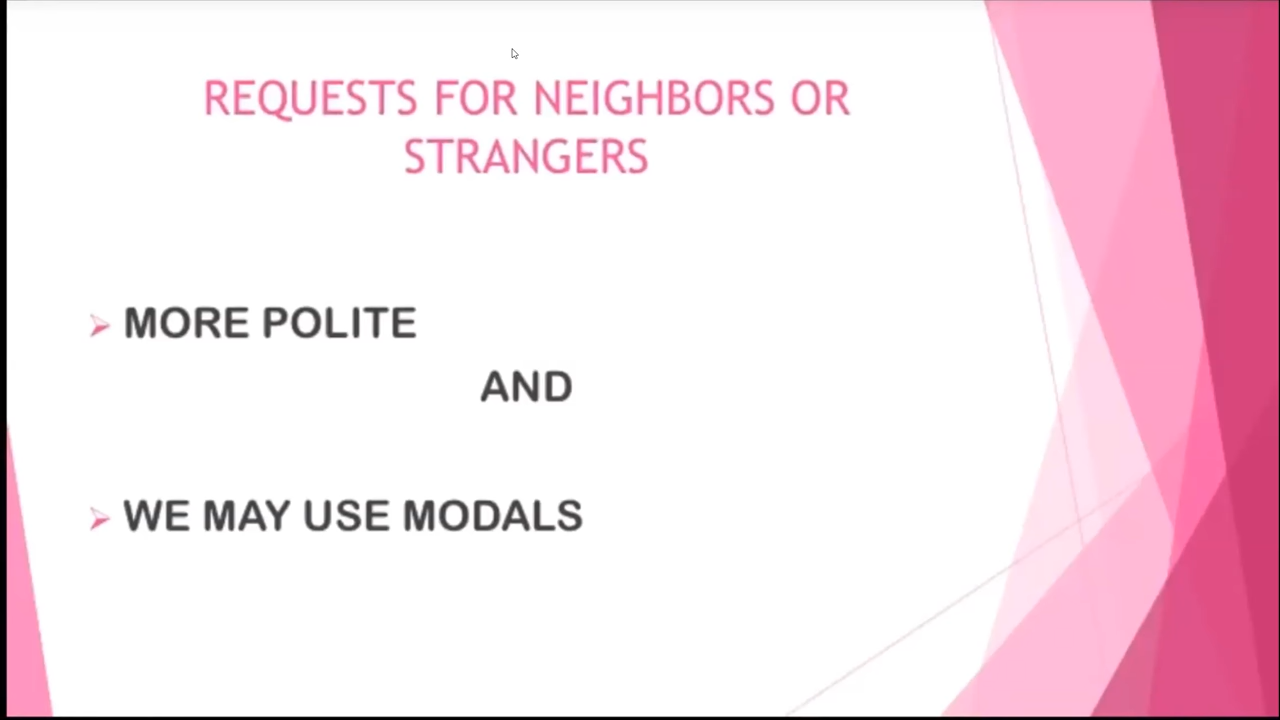 REQUESTS FOR NEIGHBORS OR
STRANGERS
MORE POLITE
AND
WE MAY USE MODALS